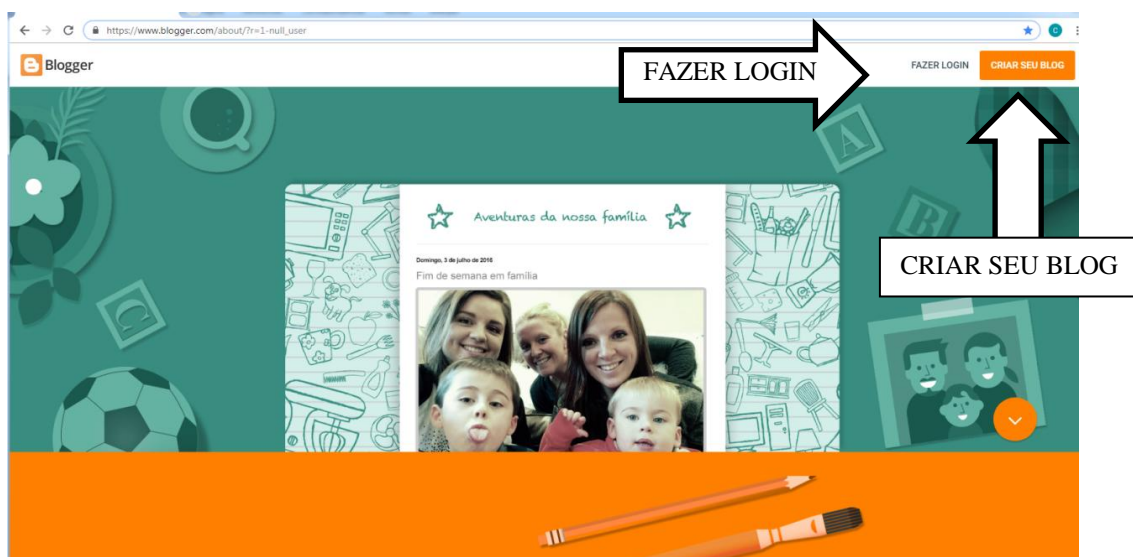 https://www.blogger.com/about/?r=1-null_user
C
Blogger
FAZER LOGIN
FAZER LOGIN
CRIAR SEU BLOG
A
B
C
Aventuras da nossa família
Domingo, 3 de julho de 2016
Fim de semana em família
CRIAR SEU BLOG